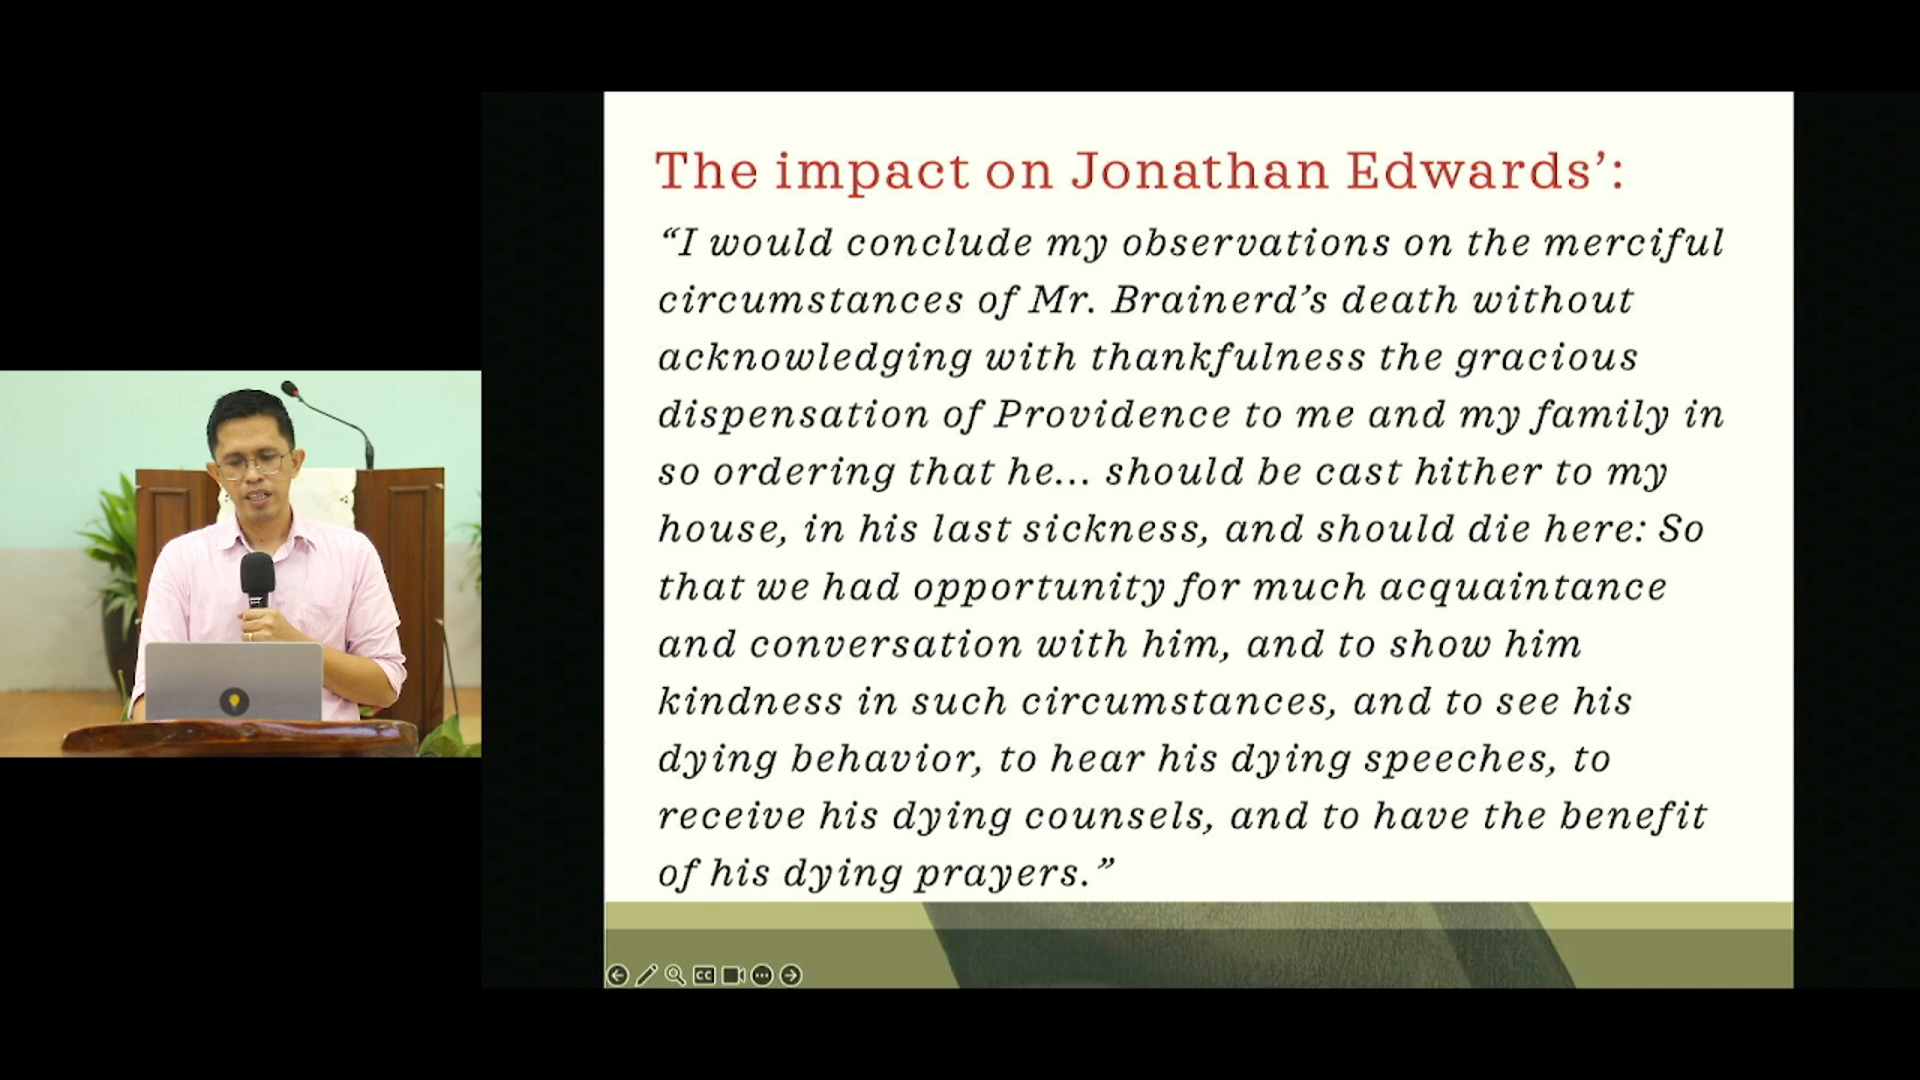 The impact on Jonathan Edwards’:
“I would conclude my observations on the merciful
circumstances of Mr. Brainerd’s death without
acknowledging with thankfulness the gracious
dispensation of Providence to me and my family in
so ordering that he... should be cast hither to my
house, in his last sickness, and should die here: So
that we had opportunity for much acquaintance
and conversation with him, and to show him
kindness in such circumstances, and to see his
dying behavior, to hear his dying speeches, to
receive his dying counsels, and to have the benefit
of his dying prayers.”
CC